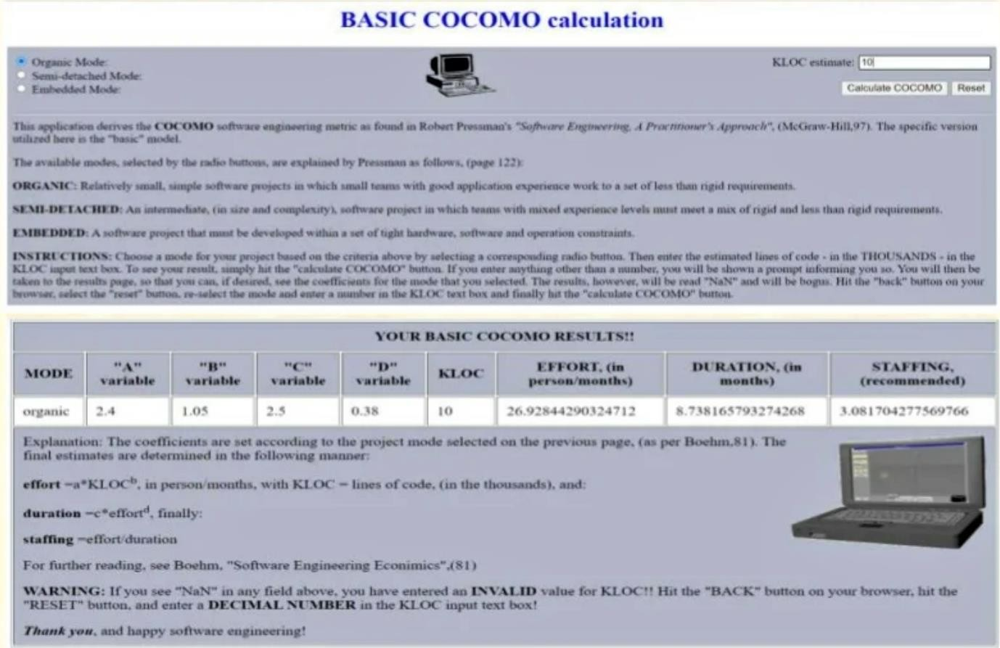 BASIC COCOMO calculation
Organic Mode:
Semi-detached Mode:
Embedded Mode:
KLOC estimate: 10
Calculate COCOMO Reset
This application derives the COCOMO software engineering metric as found in Robert Pressman's "Software Engineering, A Practitioner's Approach", (McGraw-Hill,97). The specific version
utilized here is the "basic" model.
The available modes, selected by the radio buttons, are explained by Pressman as follows, (page 122):
ORGANIC: Relatively small, simple software projects in which small teams with good application experience work to a set of less than rigid requirements.
SEMI-DETACHED: An intermediate, (in size and complexity), software project in which teams with mixed experience levels must meet a mix of rigid and less than rigid requirements.
EMBEDDED: A software project that must be developed within a set of tight hardware, software and operation constraints.
INSTRUCTIONS: Choose a mode for your project based on the criteria above by selecting a corresponding radio button. Then enter the estimated lines of code - in the THOUSANDS - in the
KLOC input text box. To see your result, simply hit the "calculate COCOMO" button. If you enter anything other than a number, you will be shown a prompt informing you so. You will then be
taken to the results page, so that you can, if desired, see the coefficients for the mode that you selected. The results, however, will be read "NaN" and will be bogus. Hit the "back" button on your
browser, select the "reset" button, re-select the mode and enter a number in the KLOC text box and finally hit the "calculate COCOMO" button.
YOUR BASIC COCOMO RESULTS!!
MODE "A" variable "B" variable "C" variable "D" variable KLOC EFFORT, (in person/months) DURATION, (in months) STAFFING, (recommended)
organic 2.4 1.05 2.5 0.38 10 26.92844290324712 8.738165793274268 3.081704277569766
Explanation: The coefficients are set according to the project mode selected on the previous page, (as per Boehm,81). The
final estimates are determined in the following manner:
effort =a*KLOC^b, in person/months, with KLOC = lines of code, (in the thousands), and:
duration =c*effort^d, finally:
staffing =effort/duration
For further reading, see Boehm, "Software Engineering Econimics",(81)
WARNING: If you see "NaN" in any field above, you have entered an INVALID value for KLOC!! Hit the "BACK" button on your browser, hit the
"RESET" button, and enter a DECIMAL NUMBER in the KLOC input text box!
Thank you, and happy software engineering!